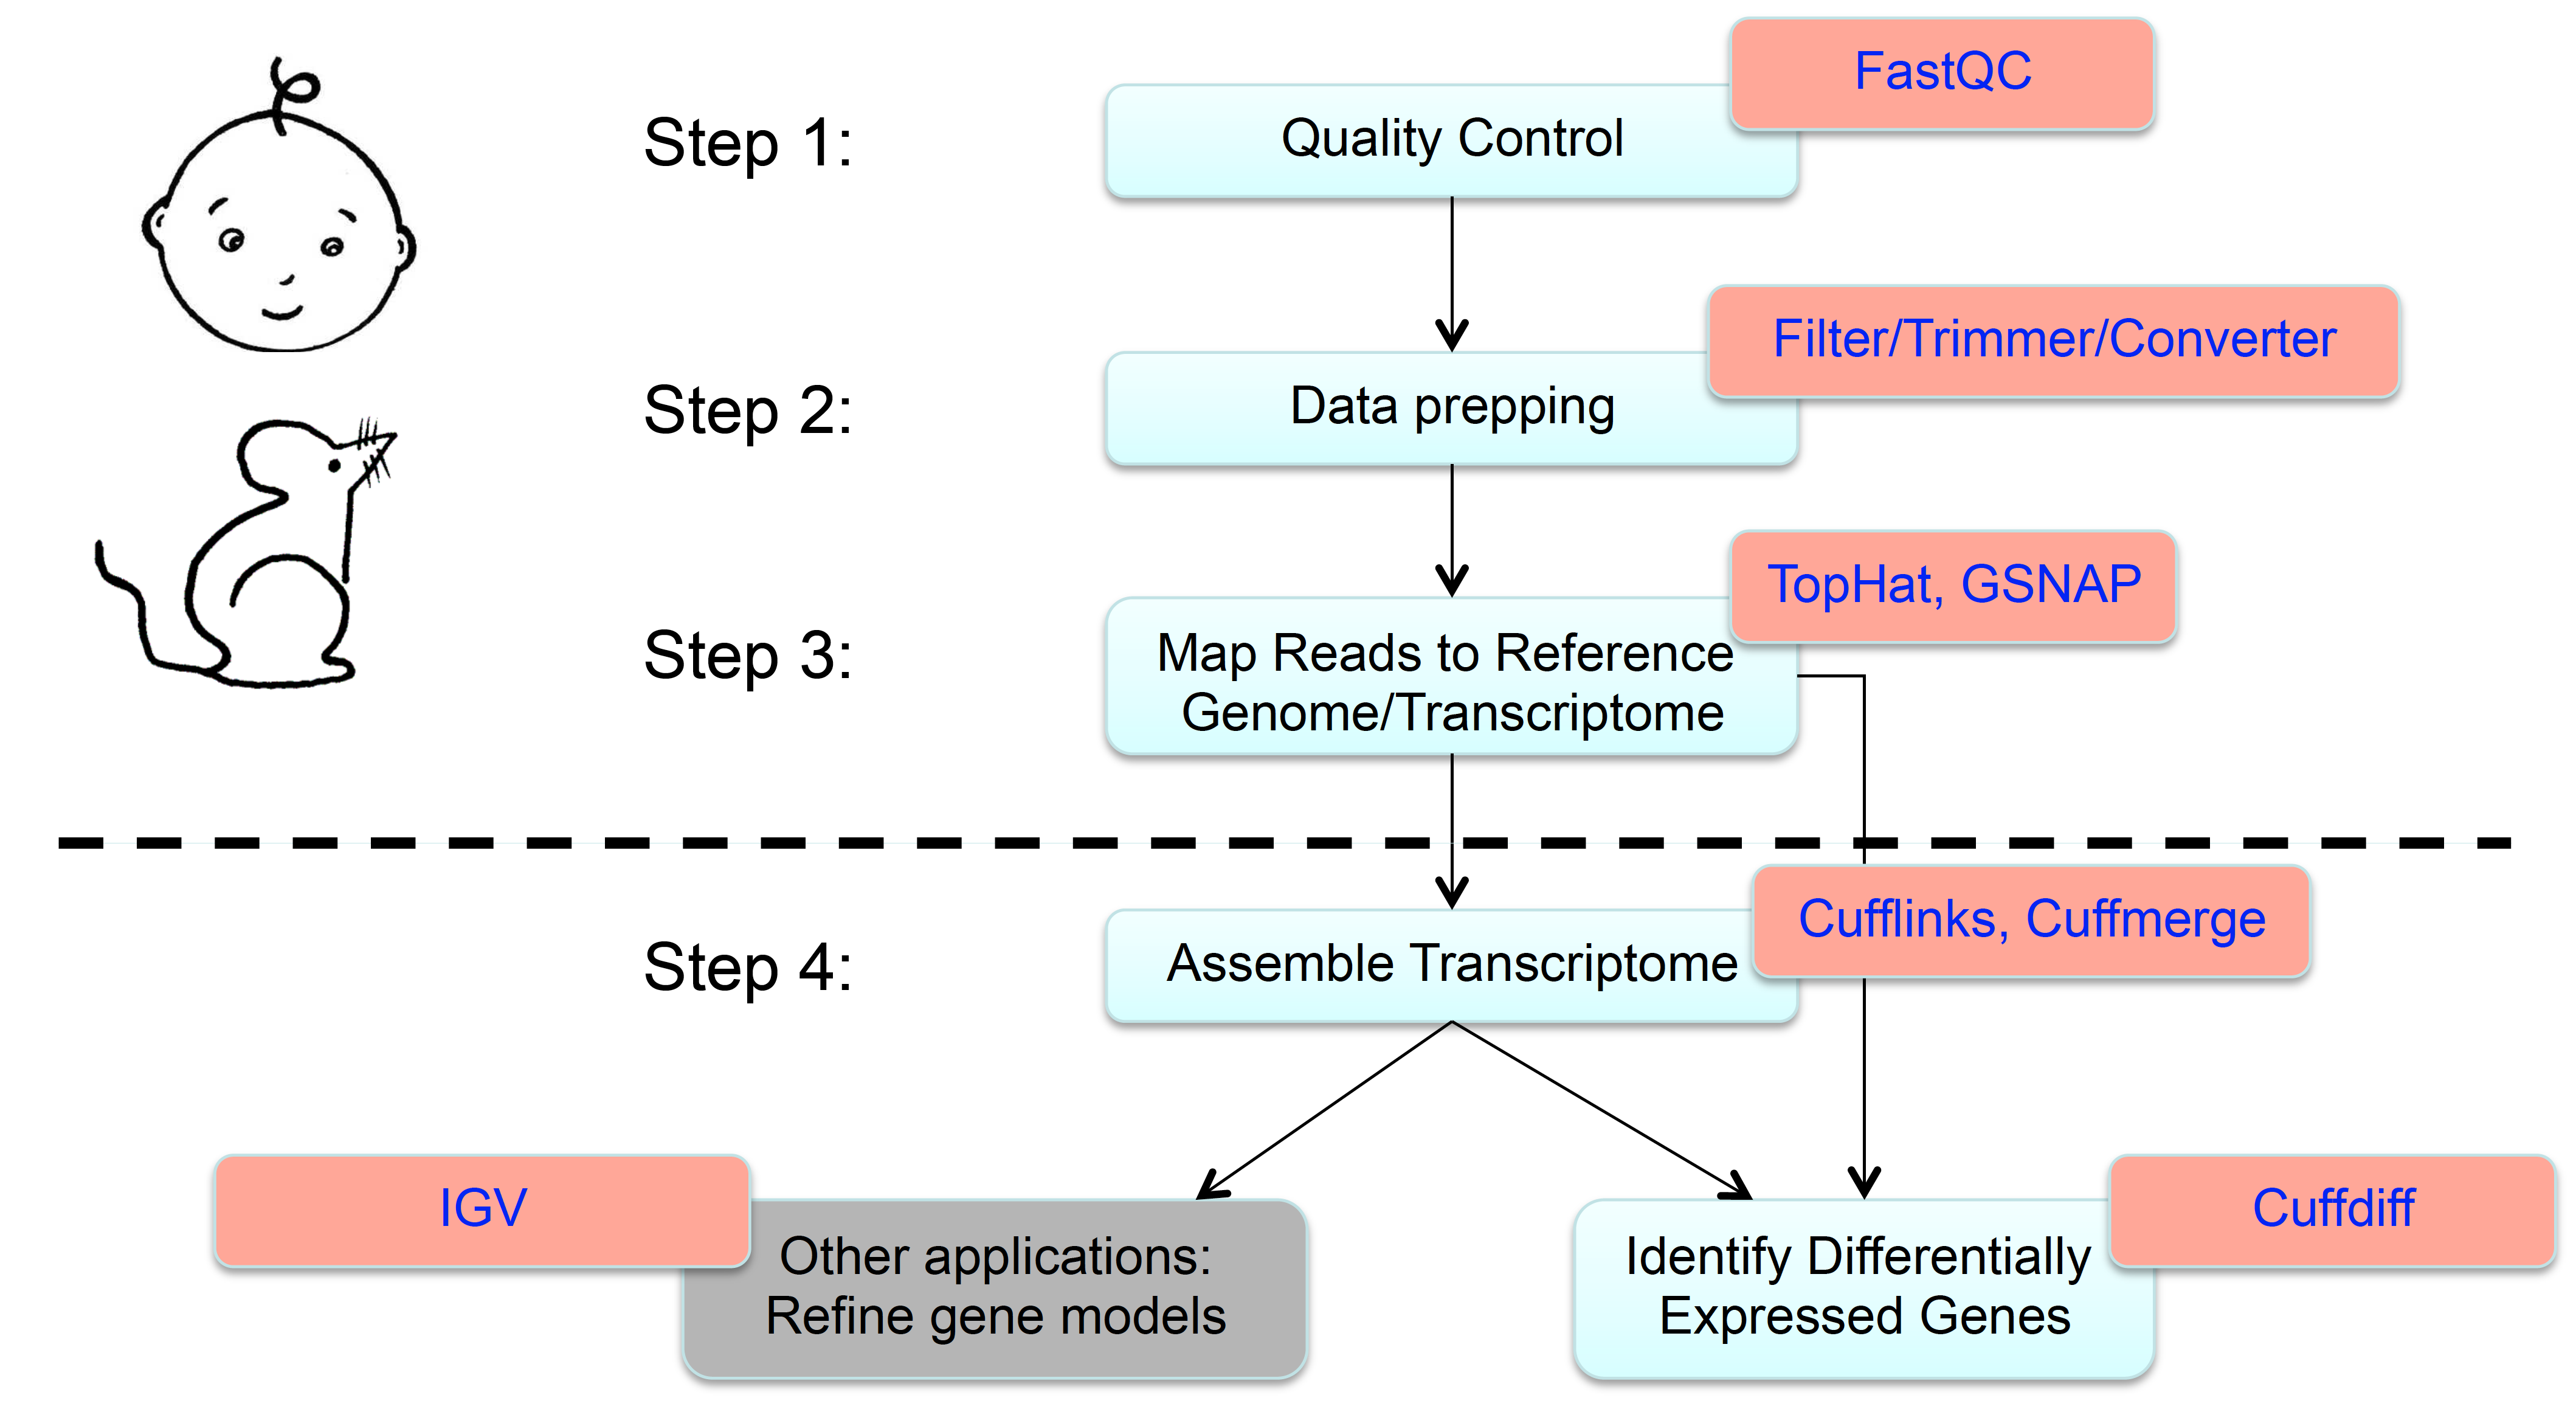 FastQC
Step 1:
Quality Control
Filter/Trimmer/Converter
Step 2:
Data prepping
TopHat, GSNAP
Step 3:
Map Reads to Reference
Genome/Transcriptome
Cufflinks, Cuffmerge
Step 4:
Assemble Transcriptome
IGV
Other applications:
Refine gene models
Cuffdiff
Identify Differentially
Expressed Genes